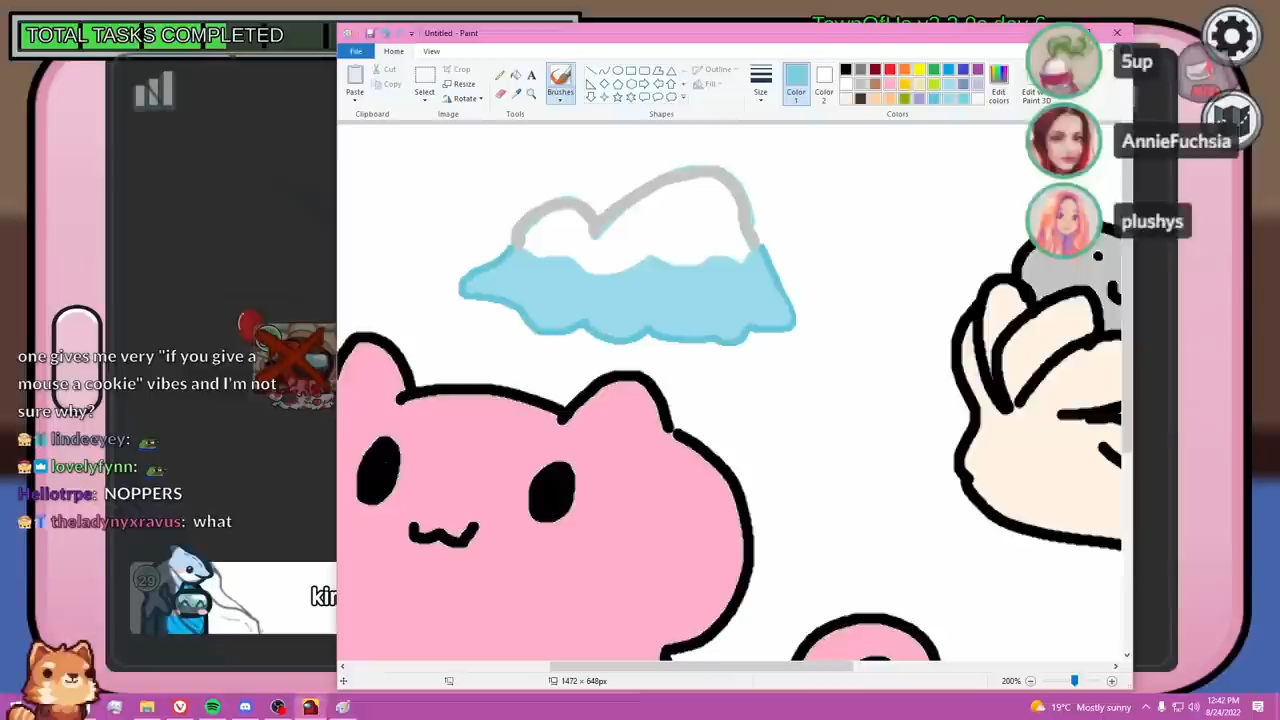 TOTAL TASKS COMPLETED
Untitled - Paint
File
Home
View
Paste
Cut
Copy
Clipboard
Select
Crop
Resize
Rotate
Image
Tools
Brushes
Outline
Fill
Shapes
Size
Color 1
Color 2
Colors
Edit colors
5up
AnnieFuchsia
plushys
one gives me very "if you give a
mouse a cookie" vibes and I'm not
sure why?
lindeeyey:
lovelyfynn:
Hellotrpe: NOPPERS
theladynyxravus: what
29
kin
1472 × 648px
200%
19°C Mostly sunny
12:42 PM
8/24/2022